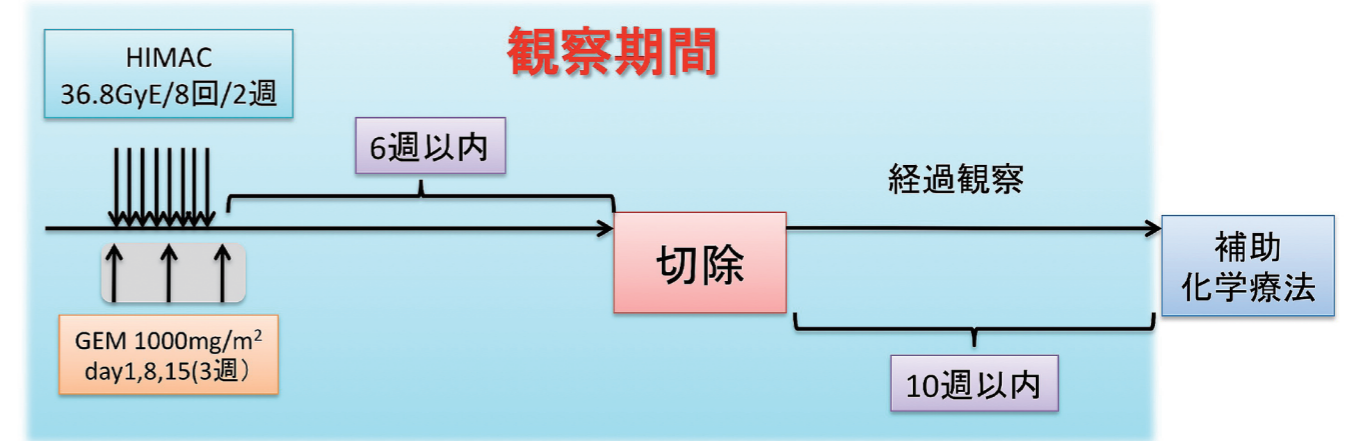 観察期間
HIMAC
36.8GyE/8回/2週
6週以内
経過観察
切除
補助
化学療法
GEM 1000mg/m²
day1,8,15(3週）
10週以内